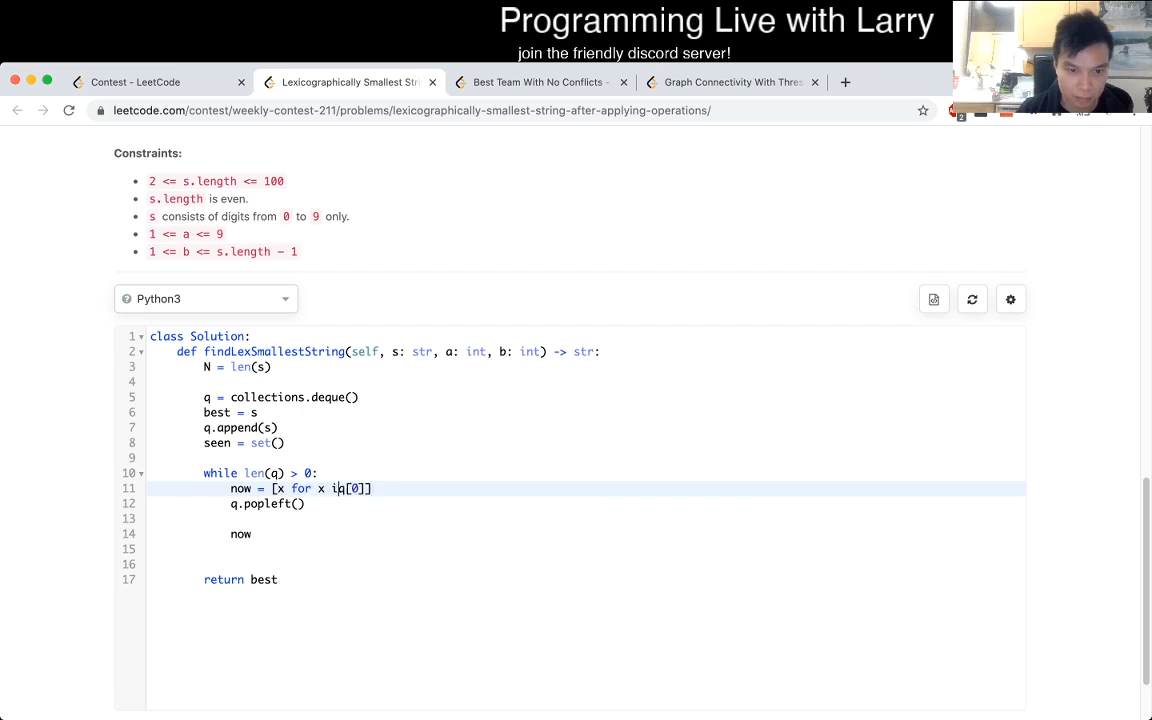 Programming Live with Larry
join the friendly discord server!
Contest - LeetCode
Lexicographically Smallest Stri
Best Team With No Conflicts -
Graph Connectivity With Thres
leetcode.com/contest/weekly-contest-211/problems/lexicographically-smallest-string-after-applying-operations/
2
Constraints:
2 <= s.length <= 100
s.length is even.
s consists of digits from 0 to 9 only.
1 <= a <= 9
1 <= b <= s.length - 1
Python3
1 class Solution:
2 def findLexSmallestString(self, s: str, a: int, b: int) -> str:
3 N = len(s)
4
5 q = collections.deque()
6 best = s
7 q.append(s)
8 seen = set()
9
10 while len(q) > 0:
11 now = [x for x iq[0]]
12 q.popleft()
13
14 now
15
16
17 return best